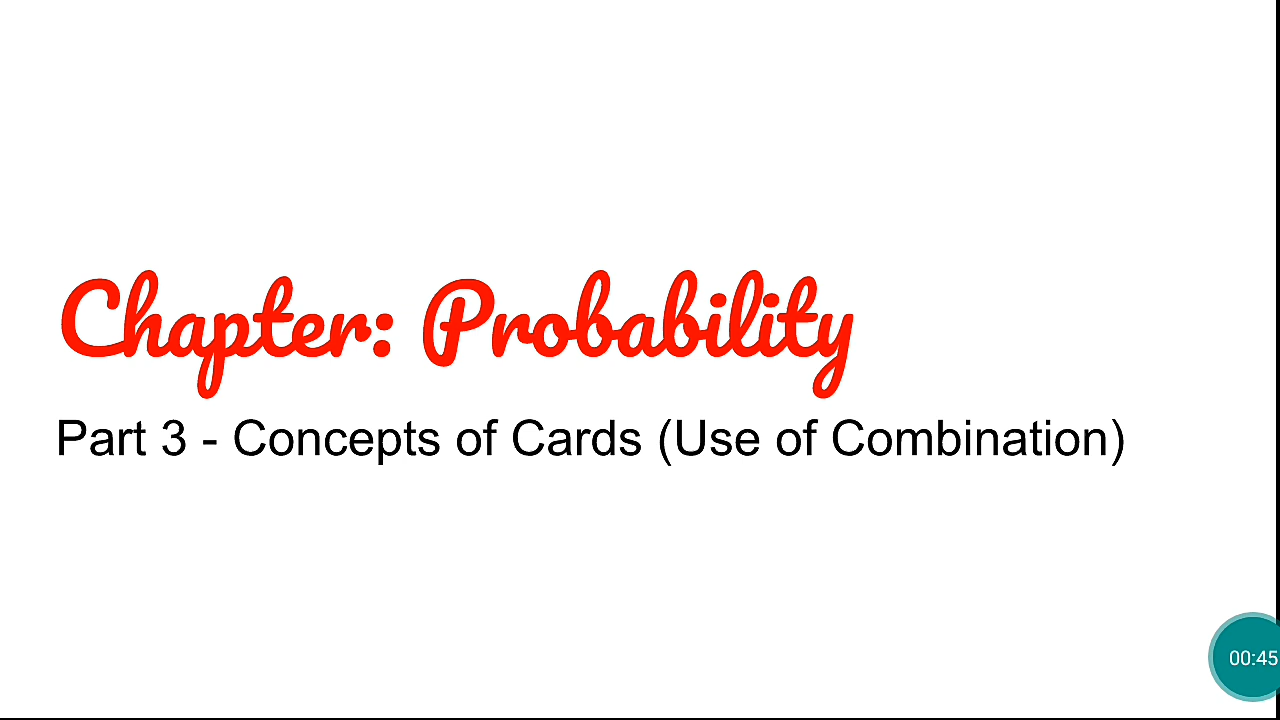 Chapter: Probability
Part 3 - Concepts of Cards (Use of Combination)
00:45